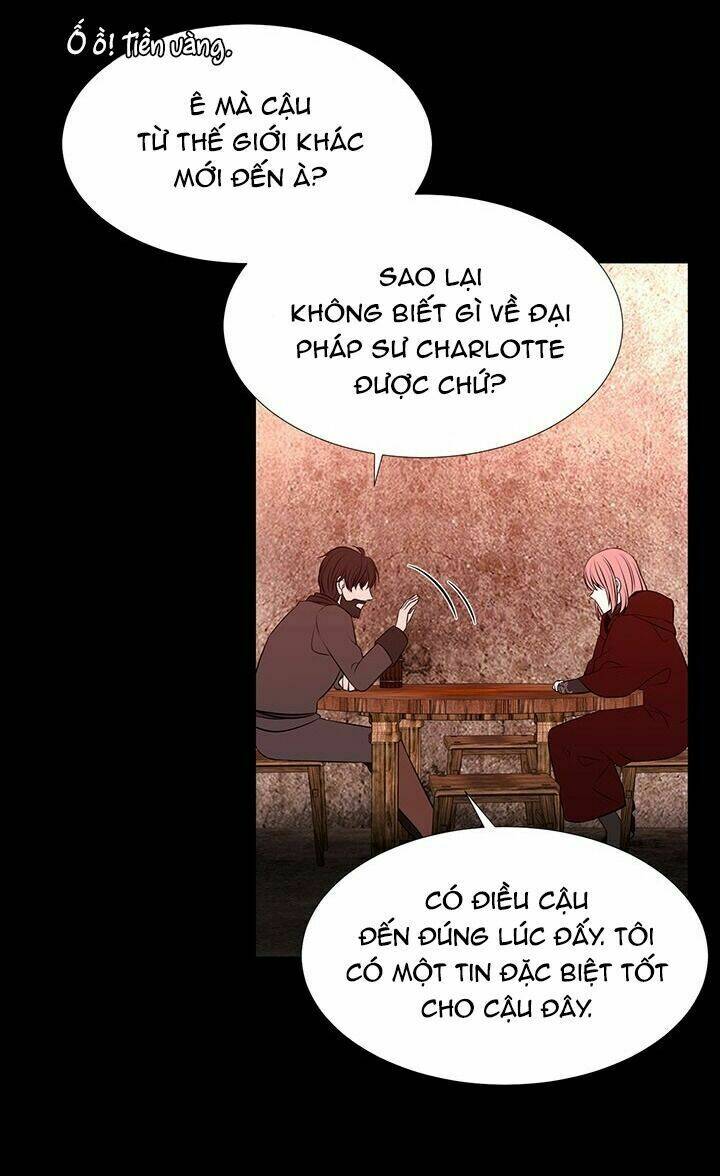 Ố ồ! Tiền vàng.
Ê MÀ CẬU
TỪ THẾ GIỚI KHÁC
MỚI ĐẾN À?
SAO LẠI
KHÔNG BIẾT GÌ VỀ ĐẠI
PHÁP SƯ CHARLOTTE
ĐƯỢC CHỨ?
CÓ ĐIỀU CẬU
ĐẾN ĐÚNG LÚC ĐẤY. TÔI
CÓ MỘT TIN ĐẶC BIỆT TỐT
CHO CẬU ĐÂY.